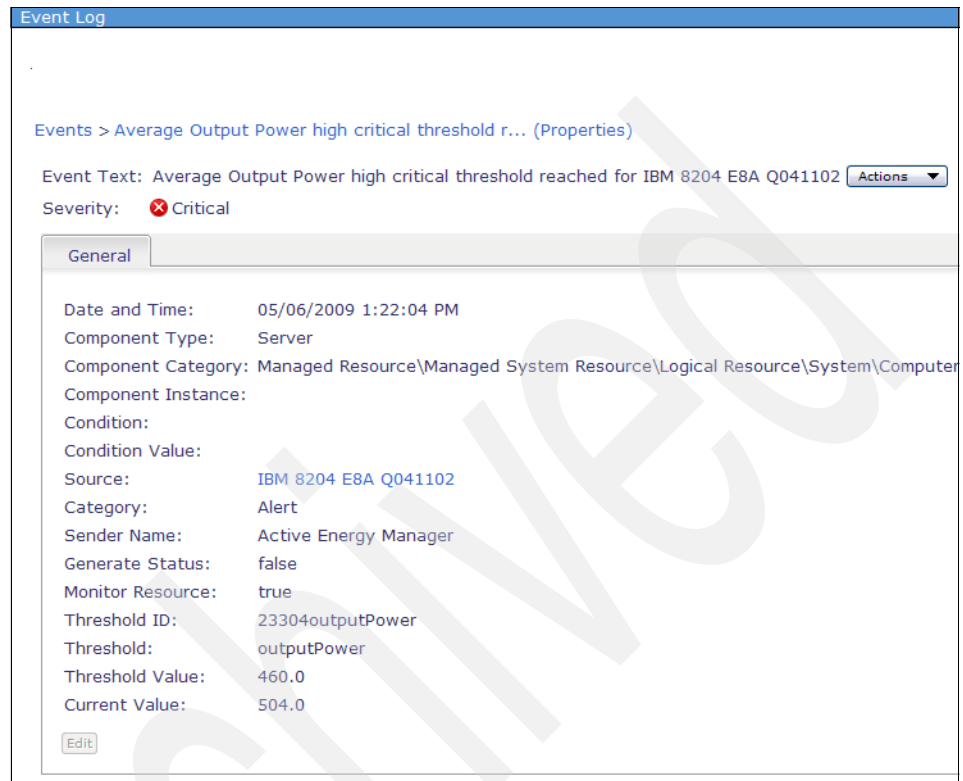 Event Log
.
Events > Average Output Power high critical threshold r... (Properties)
Event Text: Average Output Power high critical threshold reached for IBM 8204 E8A Q041102 Actions
Severity: Critical
General
Date and Time: 05/06/2009 1:22:04 PM
Component Type: Server
Component Category: Managed Resource\Managed System Resource\Logical Resource\System\Computer
Component Instance:
Condition:
Condition Value:
Source: IBM 8204 E8A Q041102
Category: Alert
Sender Name: Active Energy Manager
Generate Status: false
Monitor Resource: true
Threshold ID: 23304outputPower
Threshold: outputPower
Threshold Value: 460.0
Current Value: 504.0
Edit